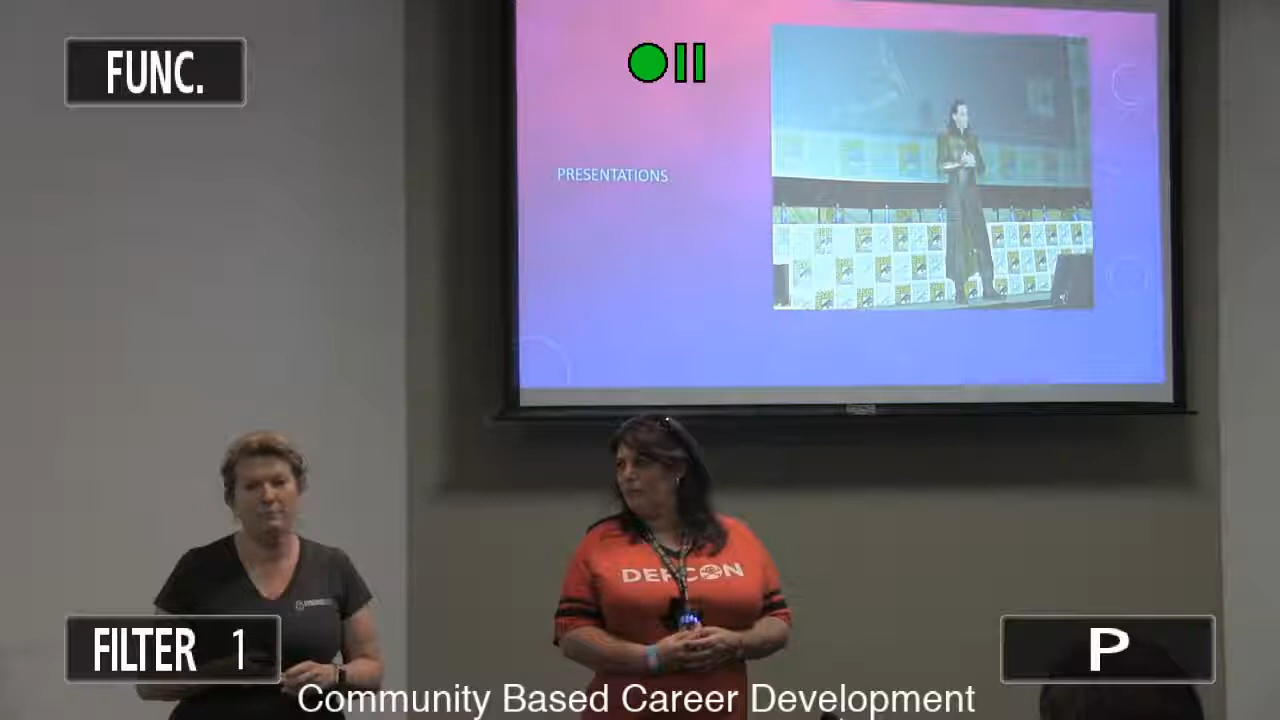 FUNC.
PRESENTATIONS
DEFCON
FILTER 1
P
Community Based Career Development